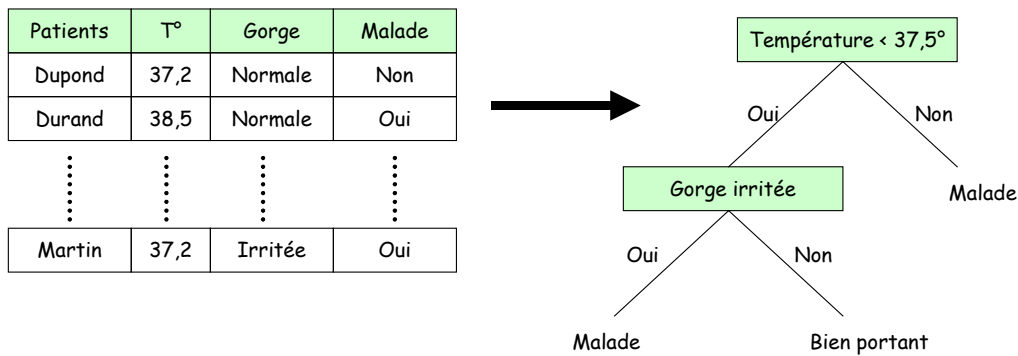 Patients T° Gorge Malade
Dupond 37,2 Normale Non
Durand 38,5 Normale Oui
Martin 37,2 Irritée Oui
Température < 37,5°
Oui Non
Gorge irritée
Malade
Oui Non
Malade Bien portant